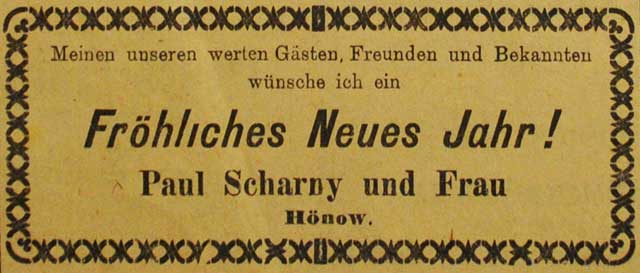 Meinen unseren werten Gästen, Freunden und Bekannten
wünsche ich ein
Fröhliches Neues Jahr!
Paul Scharny und Frau
Hönow.